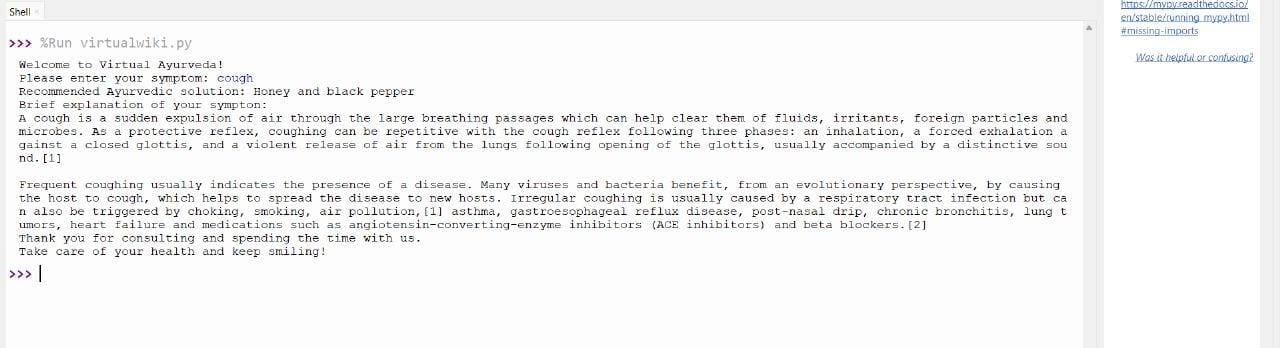 Shell ×
>>> %Run virtualwiki.py
Welcome to Virtual Ayurveda!
Please enter your symptom: cough
Recommended Ayurvedic solution: Honey and black pepper
Brief explanation of your sympton:
A cough is a sudden expulsion of air through the large breathing passages which can help clear them of fluids, irritants, foreign particles and
microbes. As a protective reflex, coughing can be repetitive with the cough reflex following three phases: an inhalation, a forced exhalation a
gainst a closed glottis, and a violent release of air from the lungs following opening of the glottis, usually accompanied by a distinctive sou
nd.[1]
Frequent coughing usually indicates the presence of a disease. Many viruses and bacteria benefit, from an evolutionary perspective, by causing
the host to cough, which helps to spread the disease to new hosts. Irregular coughing is usually caused by a respiratory tract infection but ca
n also be triggered by choking, smoking, air pollution,[1] asthma, gastroesophageal reflux disease, post-nasal drip, chronic bronchitis, lung t
umors, heart failure and medications such as angiotensin-converting-enzyme inhibitors (ACE inhibitors) and beta blockers.[2]
Thank you for consulting and spending the time with us.
Take care of your health and keep smiling!
>>>
https://mypy.readthedocs.io/
en/stable/running_mypy.html
#missing-imports
Was it helpful or confusing?